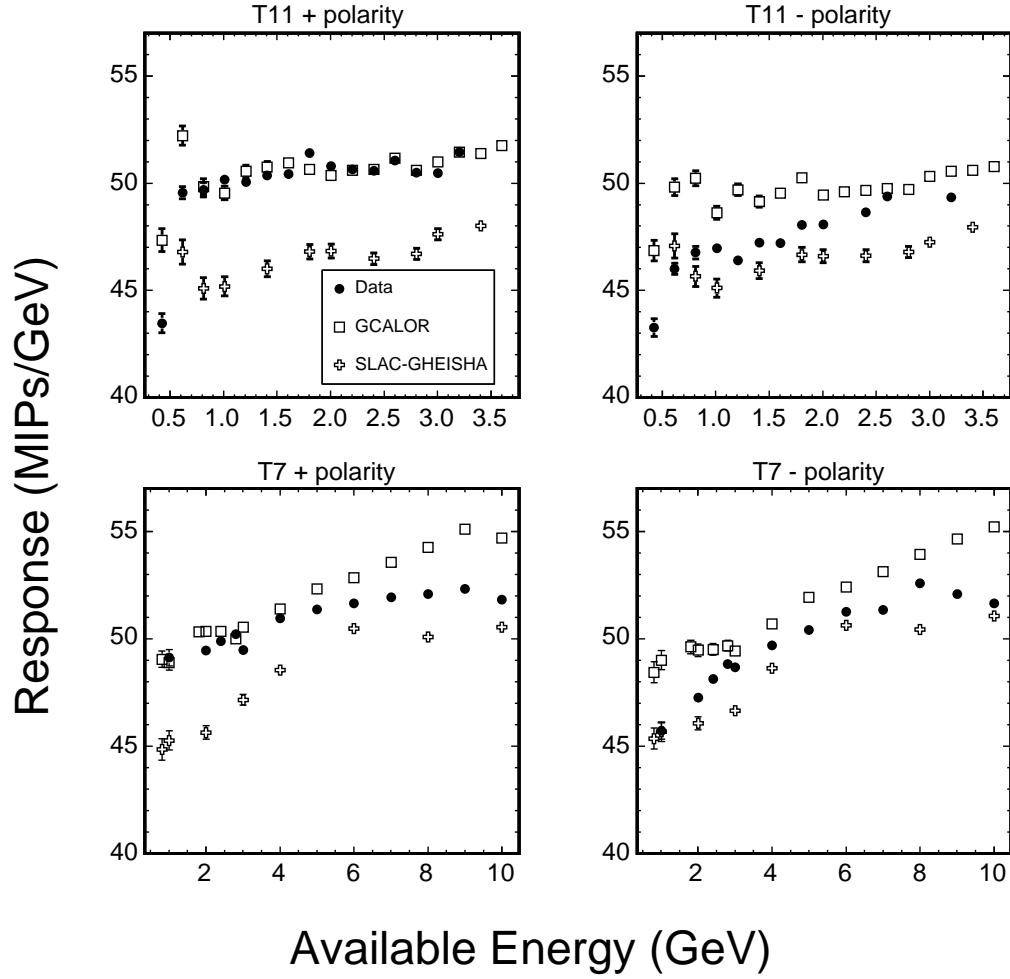 T11 + polarity
T11 - polarity
55
50
45
40
0.5 1.0 1.5 2.0 2.5 3.0 3.5
Data
GCALOR
SLAC-GHEISHA
55
50
45
40
0.5 1.0 1.5 2.0 2.5 3.0 3.5
Response (MIPs/GeV)
T7 + polarity
T7 - polarity
55
50
45
40
2 4 6 8 10
55
50
45
40
2 4 6 8 10
Available Energy (GeV)